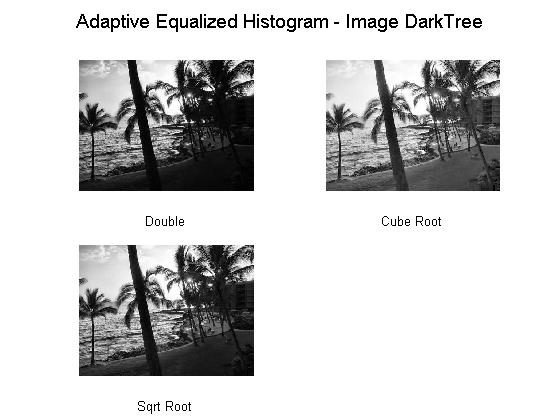 Adaptive Equalized Histogram - Image DarkTree
Double
Cube Root
Sqrt Root